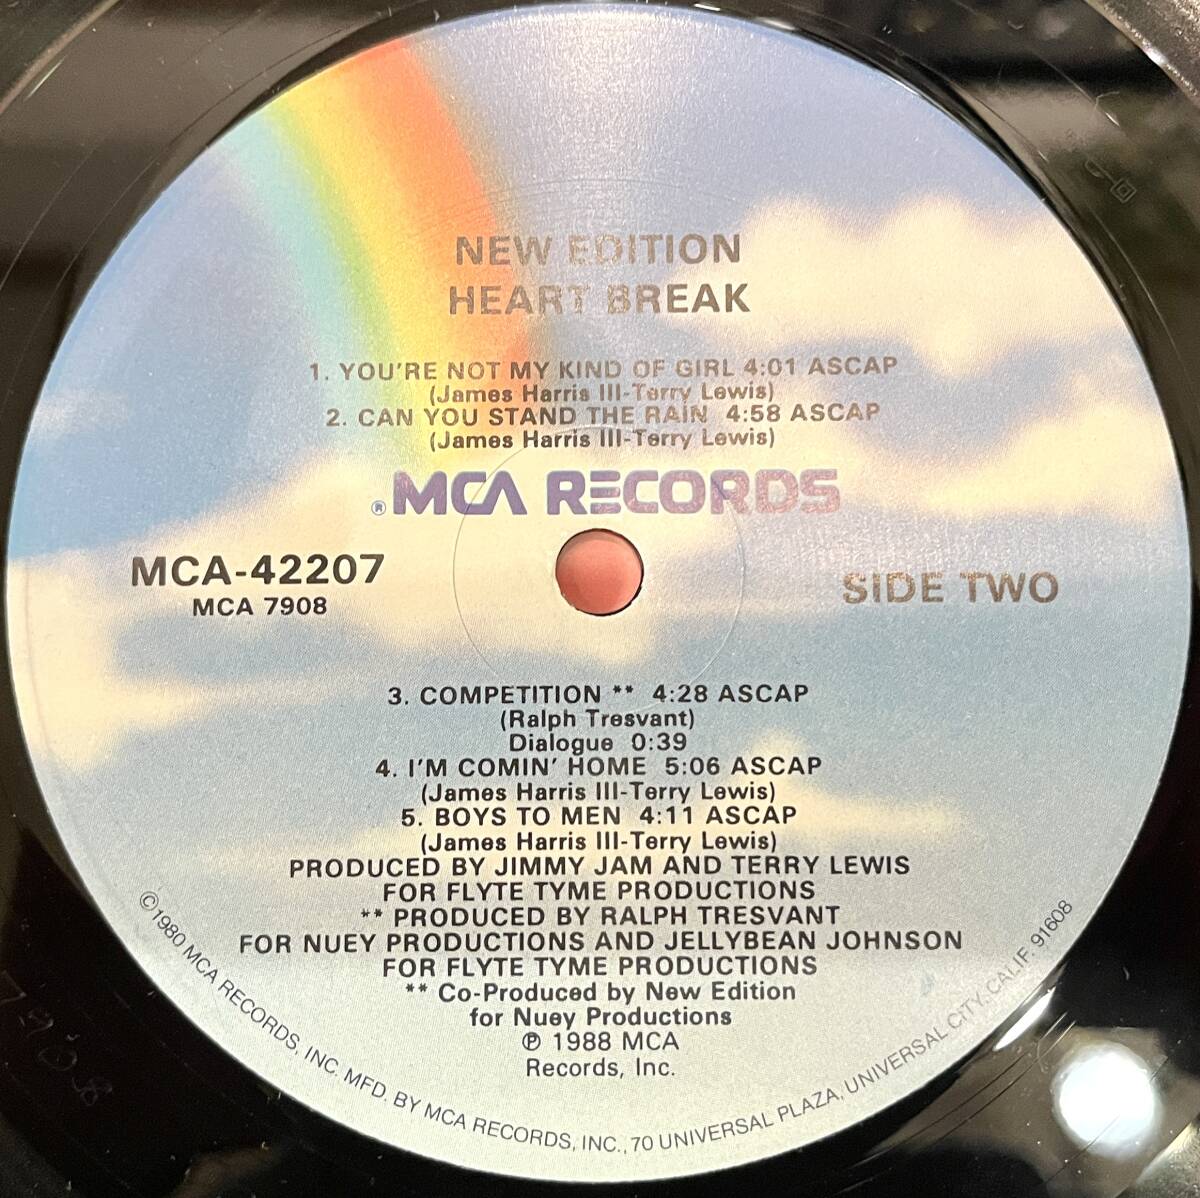 NEW EDITION
HEART BREAK
1. YOU'RE NOT MY KIND OF GIRL 4:01 ASCAP
(James Harris III-Terry Lewis)
2. CAN YOU STAND THE RAIN 4:58 ASCAP
(James Harris III-Terry Lewis)
® MCA RECORDS
MCA-42207
MCA 7908
SIDE TWO
3. COMPETITION ** 4:28 ASCAP
(Ralph Tresvant)
Dialogue 0:39
4. I'M COMIN' HOME 5:06 ASCAP
(James Harris III-Terry Lewis)
5. BOYS TO MEN 4:11 ASCAP
(James Harris III-Terry Lewis)
PRODUCED BY JIMMY JAM AND TERRY LEWIS
FOR FLYTE TYME PRODUCTIONS
** PRODUCED BY RALPH TRESVANT
FOR NUEY PRODUCTIONS AND JELLYBEAN JOHNSON
FOR FLYTE TYME PRODUCTIONS
** Co-Produced by New Edition
for Nuey Productions
℗ 1988 MCA
Records, Inc.
©1980 MCA RECORDS, INC. MFD. BY MCA RECORDS, INC., 70 UNIVERSAL PLAZA, UNIVERSAL CITY, CALIF. 91608